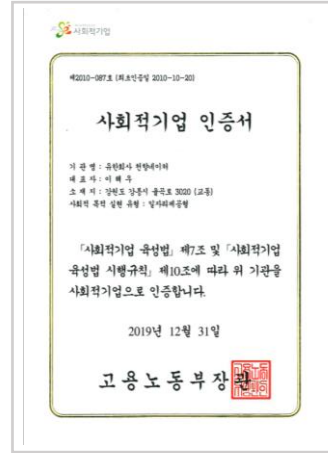 사회적기업
제2010-087호 (최초인증일 2010-10-20)
사회적기업 인증서
기 관 명 : 유한회사
대 표 자 : 이 해 우
소 재 지 : 강원도 강릉시 율곡로 3020 (교동)
사회적 목적 실현 유형 : 일자리제공형
「사회적기업 육성법」 제7조 및 「사회적기업
육성법 시행규칙」 제10조에 따라 위 기관을
사회적기업으로 인증합니다.
2019년 12월 31일
고용노동부장관